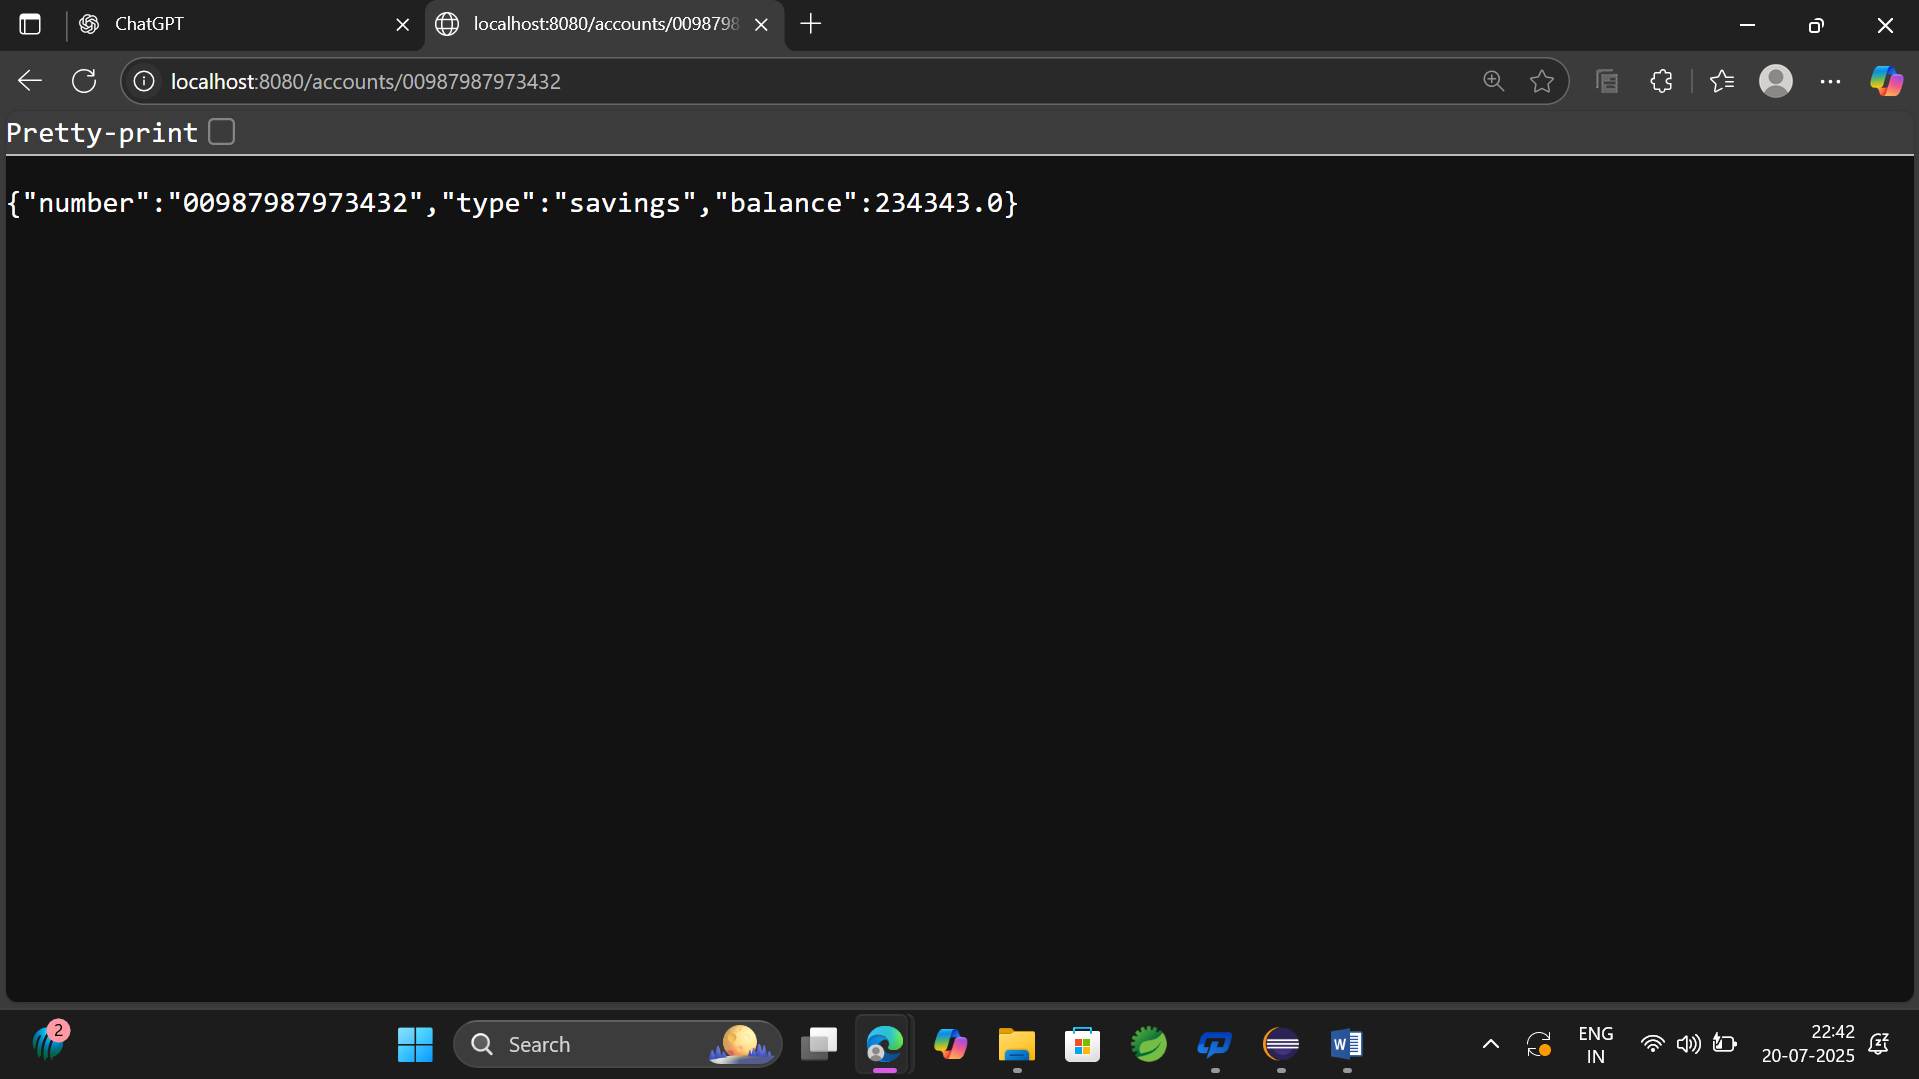 ChatGPT
localhost:8080/accounts/0098798
localhost:8080/accounts/00987987973432
Pretty-print
{"number":"00987987973432","type":"savings","balance":234343.0}
2
Search
W
ENG
IN
22:42
20-07-2025